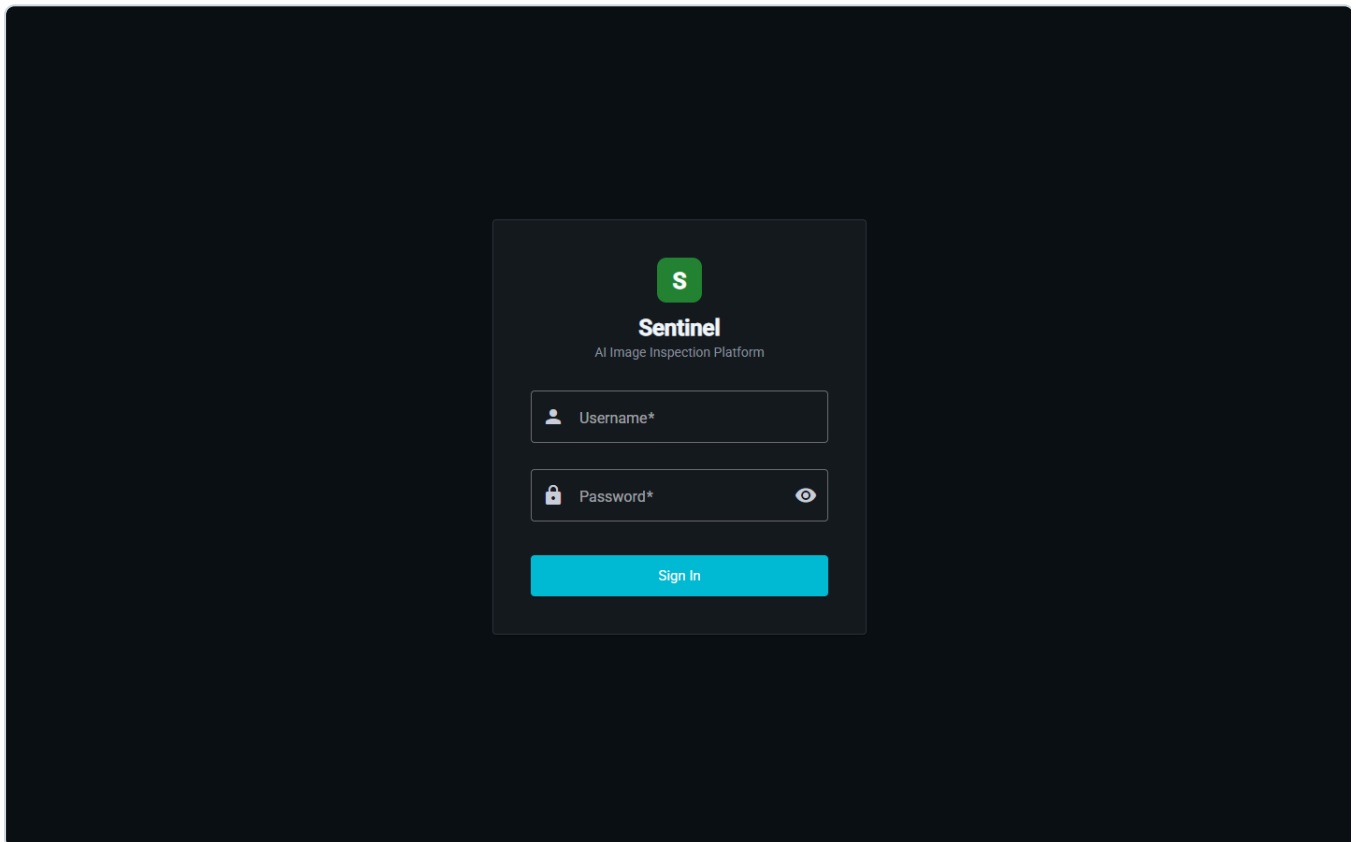 S
Sentinel
AI Image Inspection Platform
Username*
Password*
Sign In